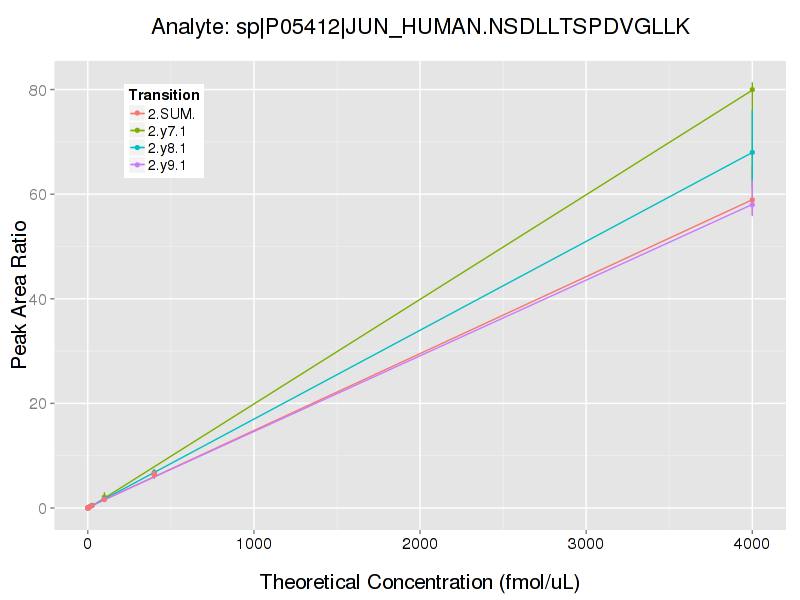 Analyte: sp|P05412|JUN_HUMAN.NSDLLTSPDVGLLK
Peak Area Ratio
80
60
40
20
0
Transition
2.SUM.
2.y7.1
2.y8.1
2.y9.1
0 1000 2000 3000 4000
Theoretical Concentration (fmol/uL)